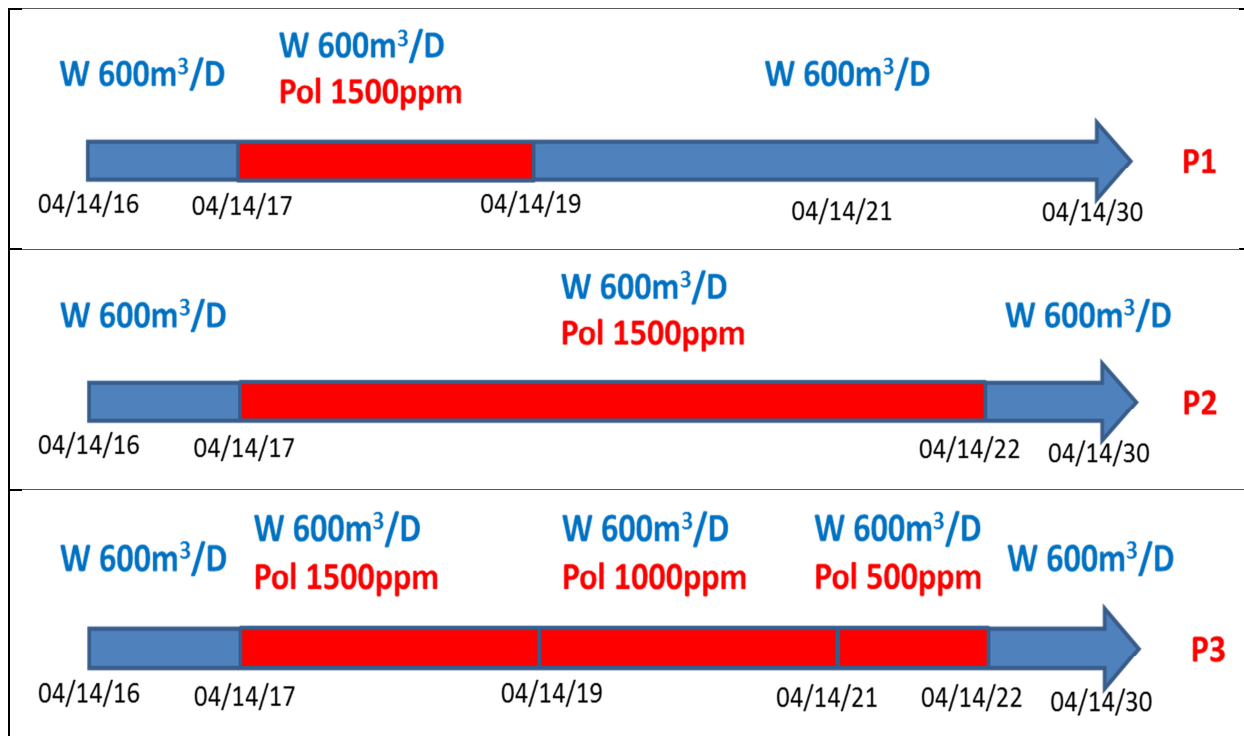 W 600m³/D
W 600m³/D
Pol 1500ppm
W 600m³/D
P1
04/14/16
04/14/17
04/14/19
04/14/21
04/14/30
W 600m³/D
W 600m³/D
Pol 1500ppm
W 600m³/D
P2
04/14/16
04/14/17
04/14/22
04/14/30
W 600m³/D
W 600m³/D
Pol 1500ppm
W 600m³/D
Pol 1000ppm
W 600m³/D
Pol 500ppm
W 600m³/D
P3
04/14/16
04/14/17
04/14/19
04/14/21
04/14/22
04/14/30